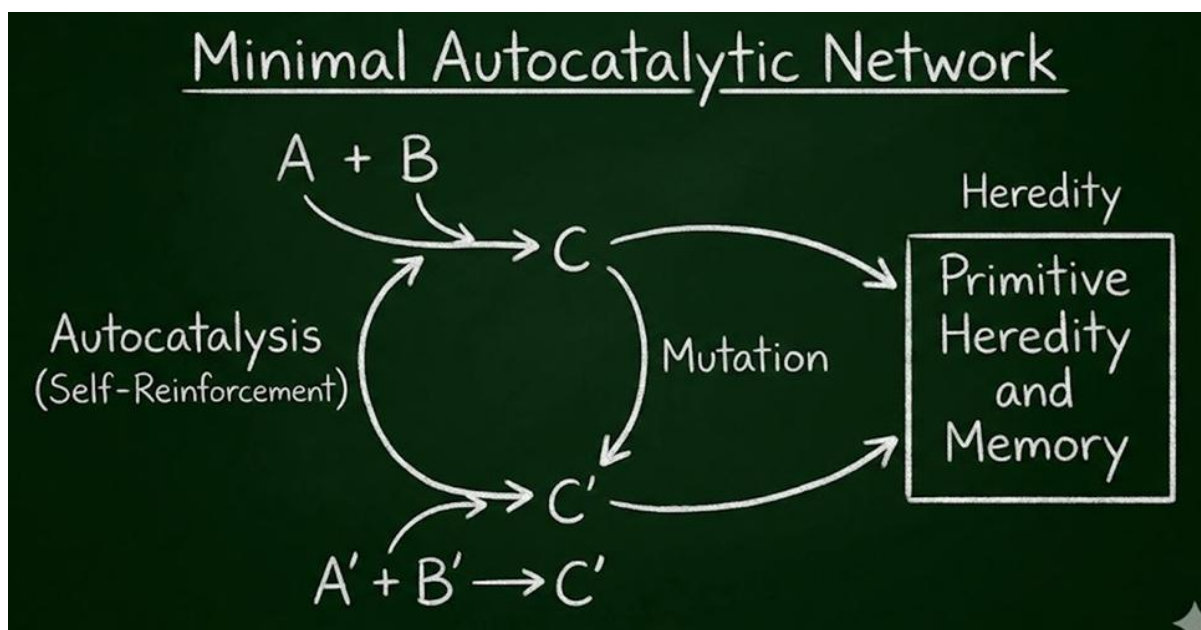 Minimal Autocatalytic Network
A + B
C
Heredity
Primitive
Heredity
and
Memory
Autocatalysis
(Self-Reinforcement)
Mutation
C′
A′ + B′ → C′